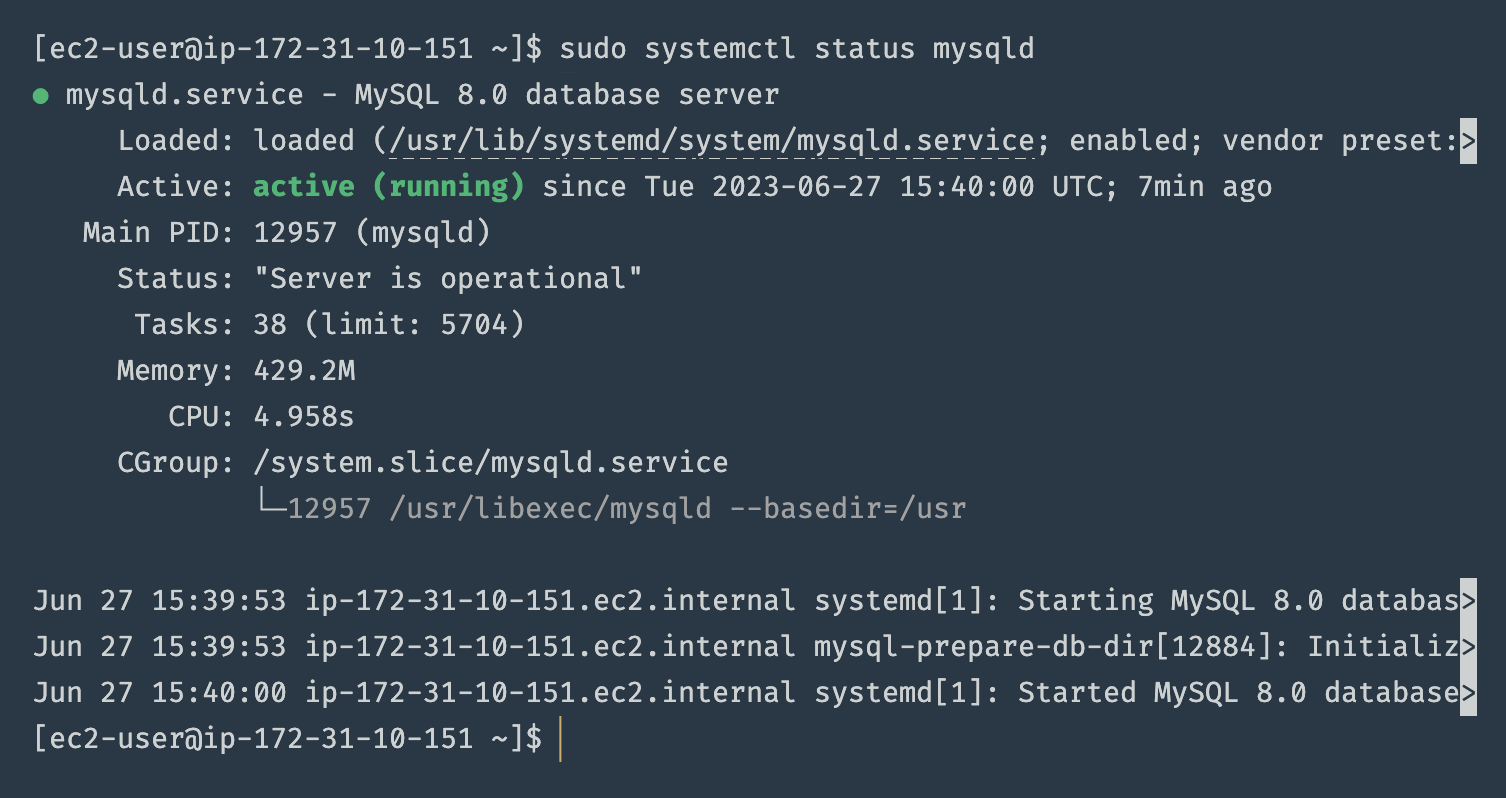 [ec2-user@ip-172-31-10-151 ~]$ sudo systemctl status mysqld
● mysqld.service - MySQL 8.0 database server
     Loaded: loaded (/usr/lib/systemd/system/mysqld.service; enabled; vendor preset:>
     Active: active (running) since Tue 2023-06-27 15:40:00 UTC; 7min ago
   Main PID: 12957 (mysqld)
     Status: "Server is operational"
      Tasks: 38 (limit: 5704)
     Memory: 429.2M
        CPU: 4.958s
     CGroup: /system.slice/mysqld.service
             └─12957 /usr/libexec/mysqld --basedir=/usr

Jun 27 15:39:53 ip-172-31-10-151.ec2.internal systemd[1]: Starting MySQL 8.0 databas>
Jun 27 15:39:53 ip-172-31-10-151.ec2.internal mysql-prepare-db-dir[12884]: Initializ>
Jun 27 15:40:00 ip-172-31-10-151.ec2.internal systemd[1]: Started MySQL 8.0 database>
[ec2-user@ip-172-31-10-151 ~]$